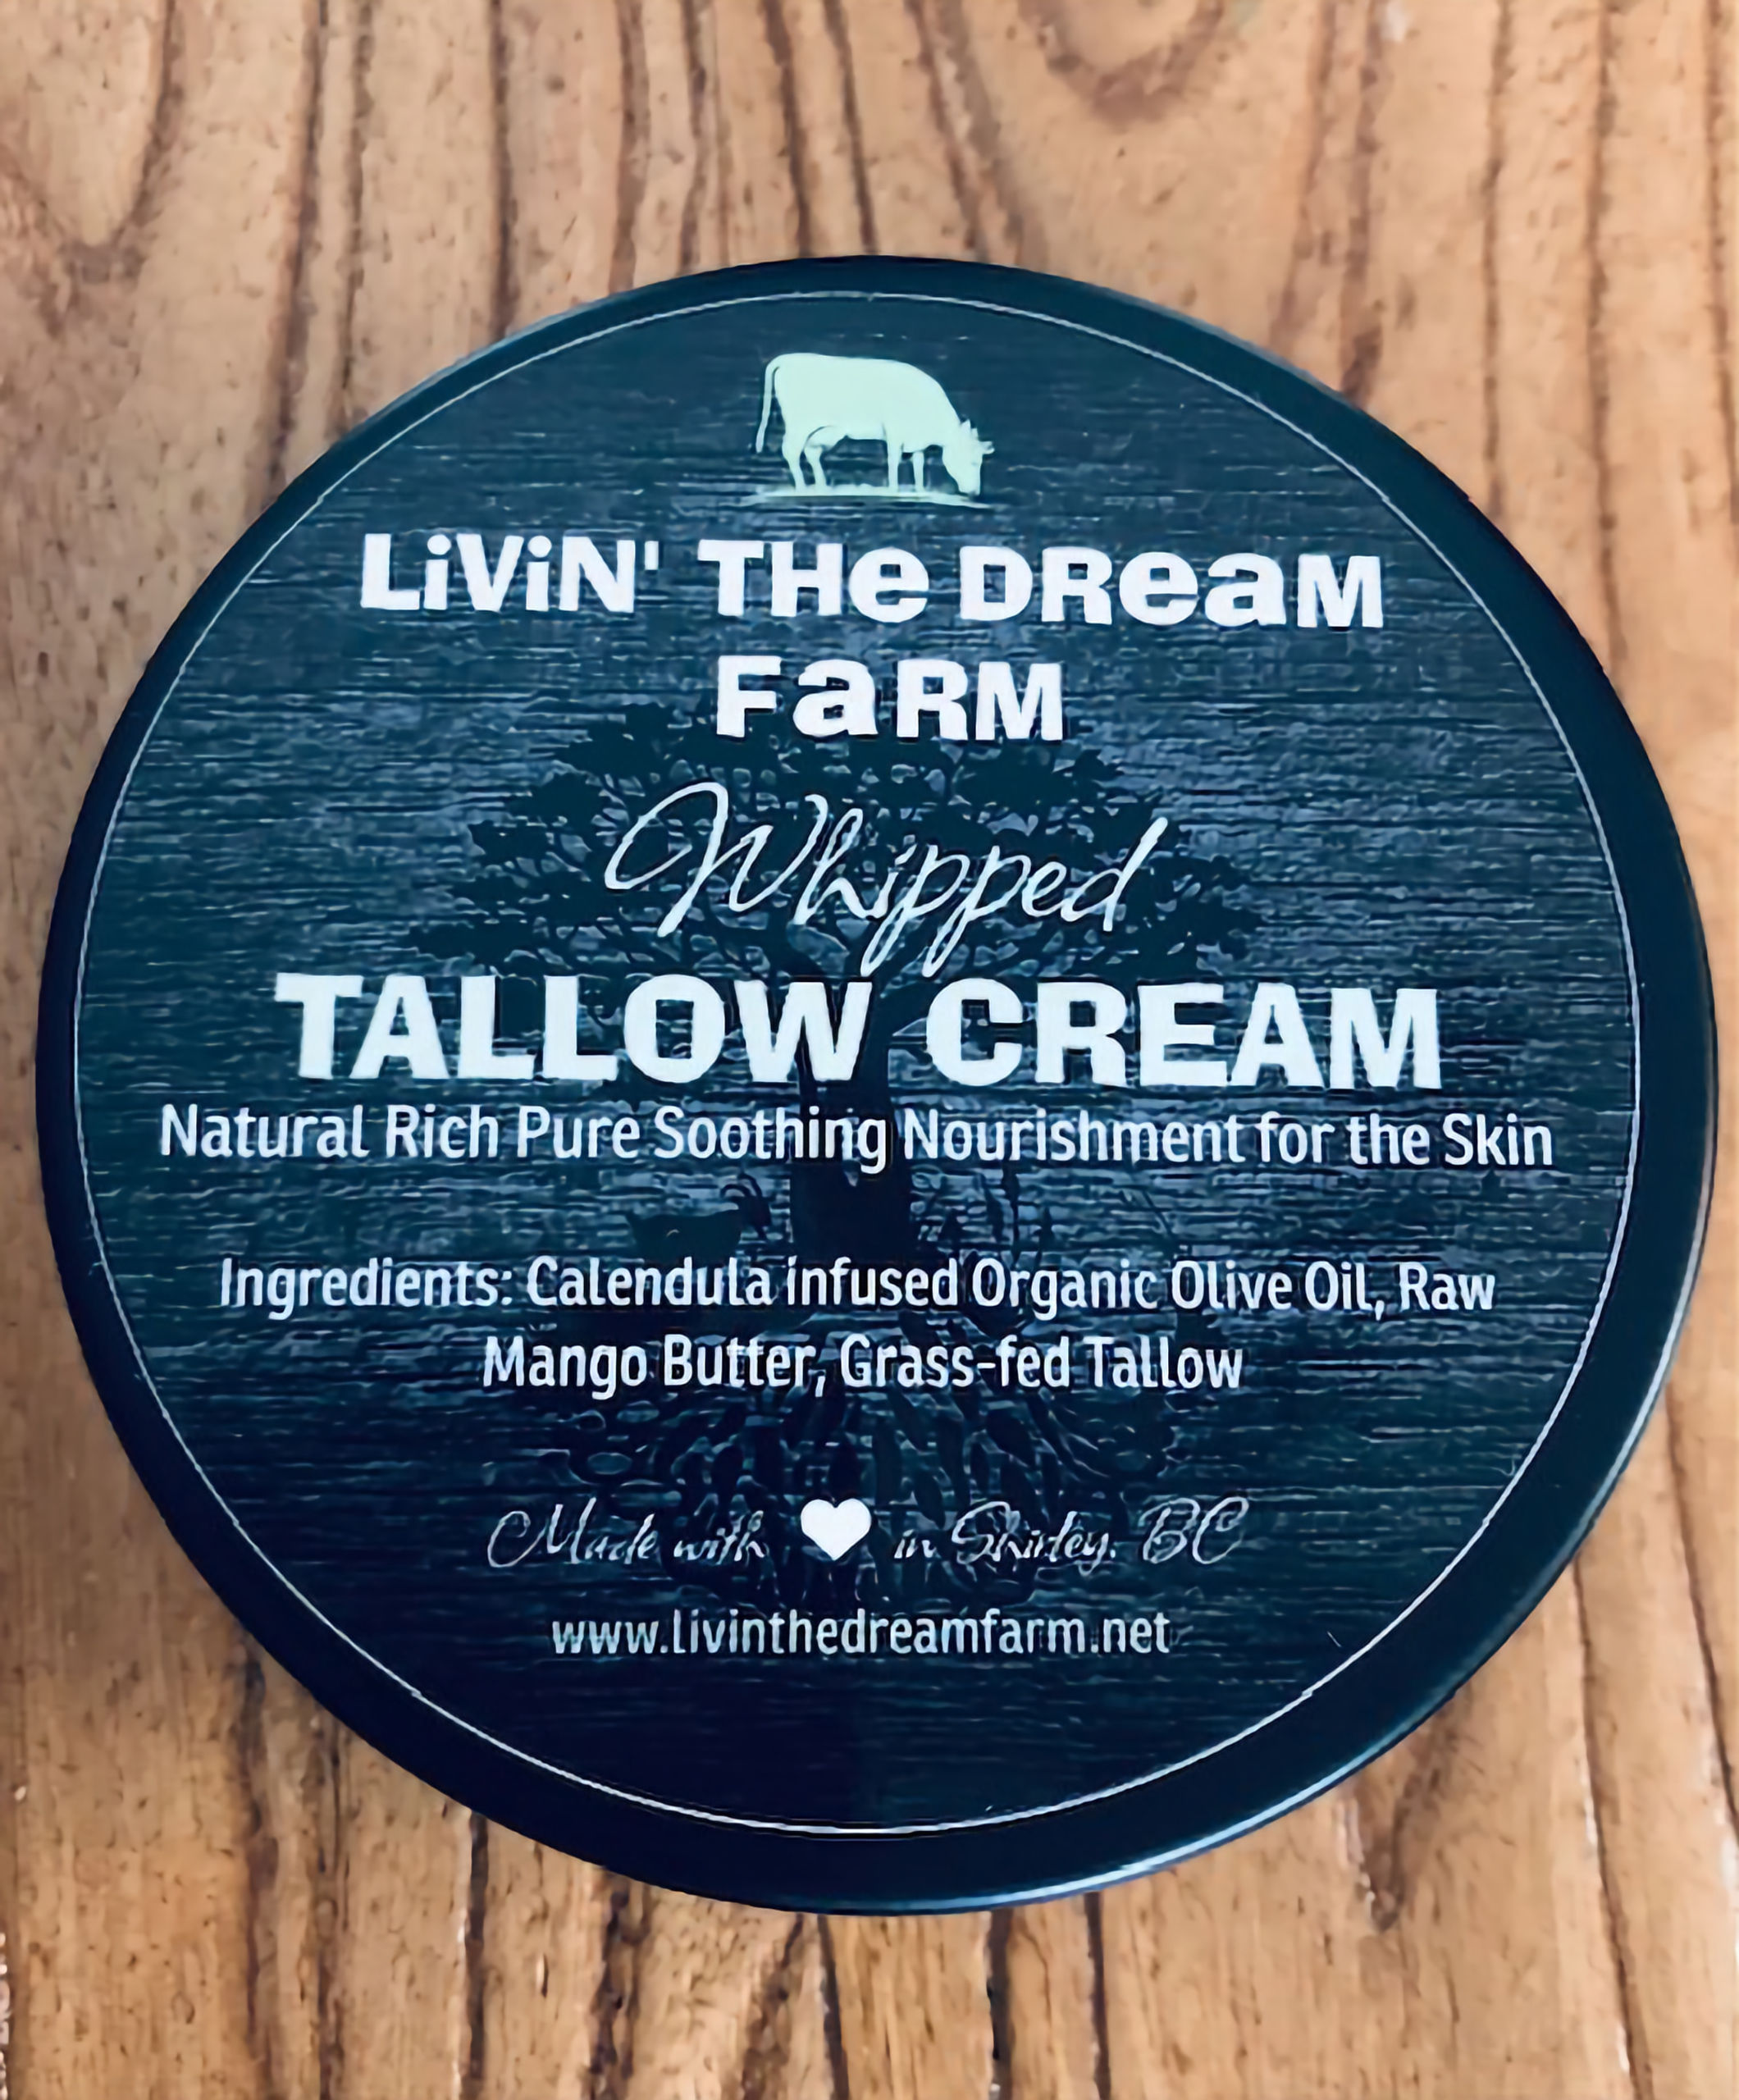 LiViN' THe DReaM
FaRM
Whipped
TALLOW CREAM
Natural Rich Pure Soothing Nourishment for the Skin
Ingredients: Calendula infused Organic Olive Oil, Raw
Mango Butter, Grass-fed Tallow
Made with ♥ in Shirley, BC
www.livinthedreamfarm.net